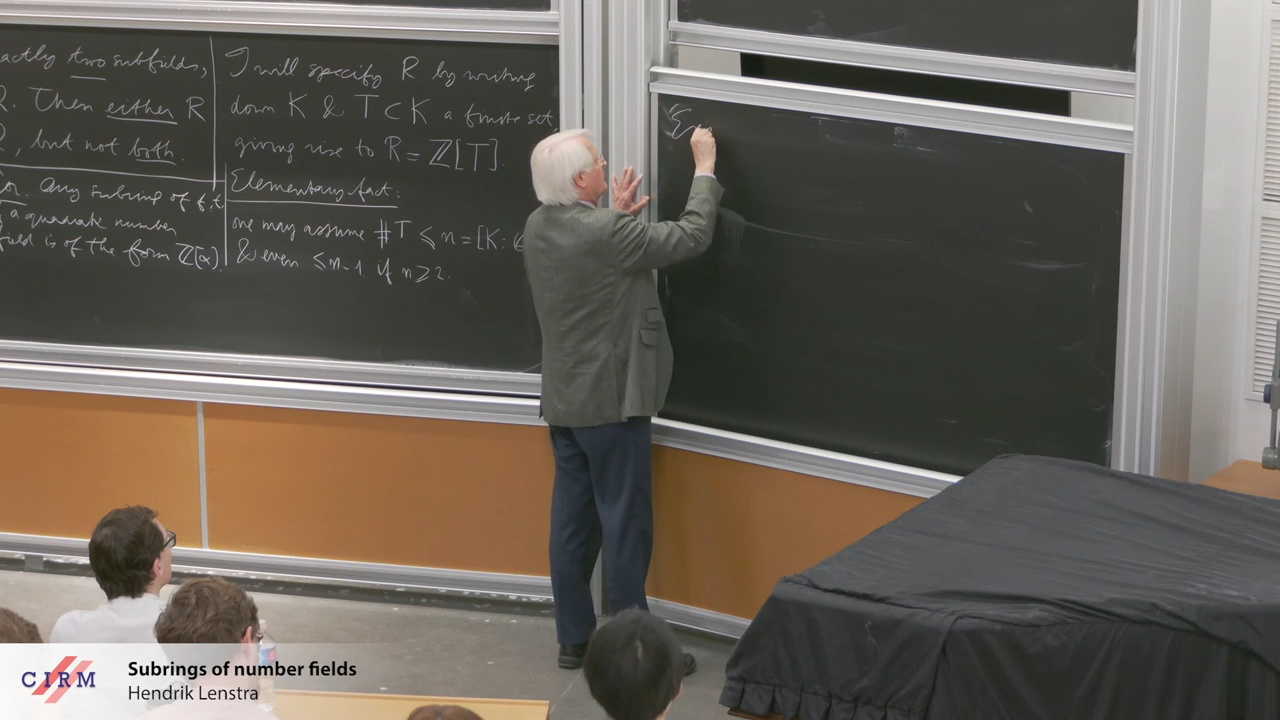 actly two subfields,
Then either R
, but not both.
or. Any subring of f.t
a quadratic number
field is of the form ℤ[α].
I will specify R by writing
down K & T ⊂ K a finite set
giving rise to R = ℤ[T].
Elementary fact:
one may assume #T ⩽ n = [K:
& even ⩽ n-1 if n ⩾ 2.
CIRM
Subrings of number fields
Hendrik Lenstra